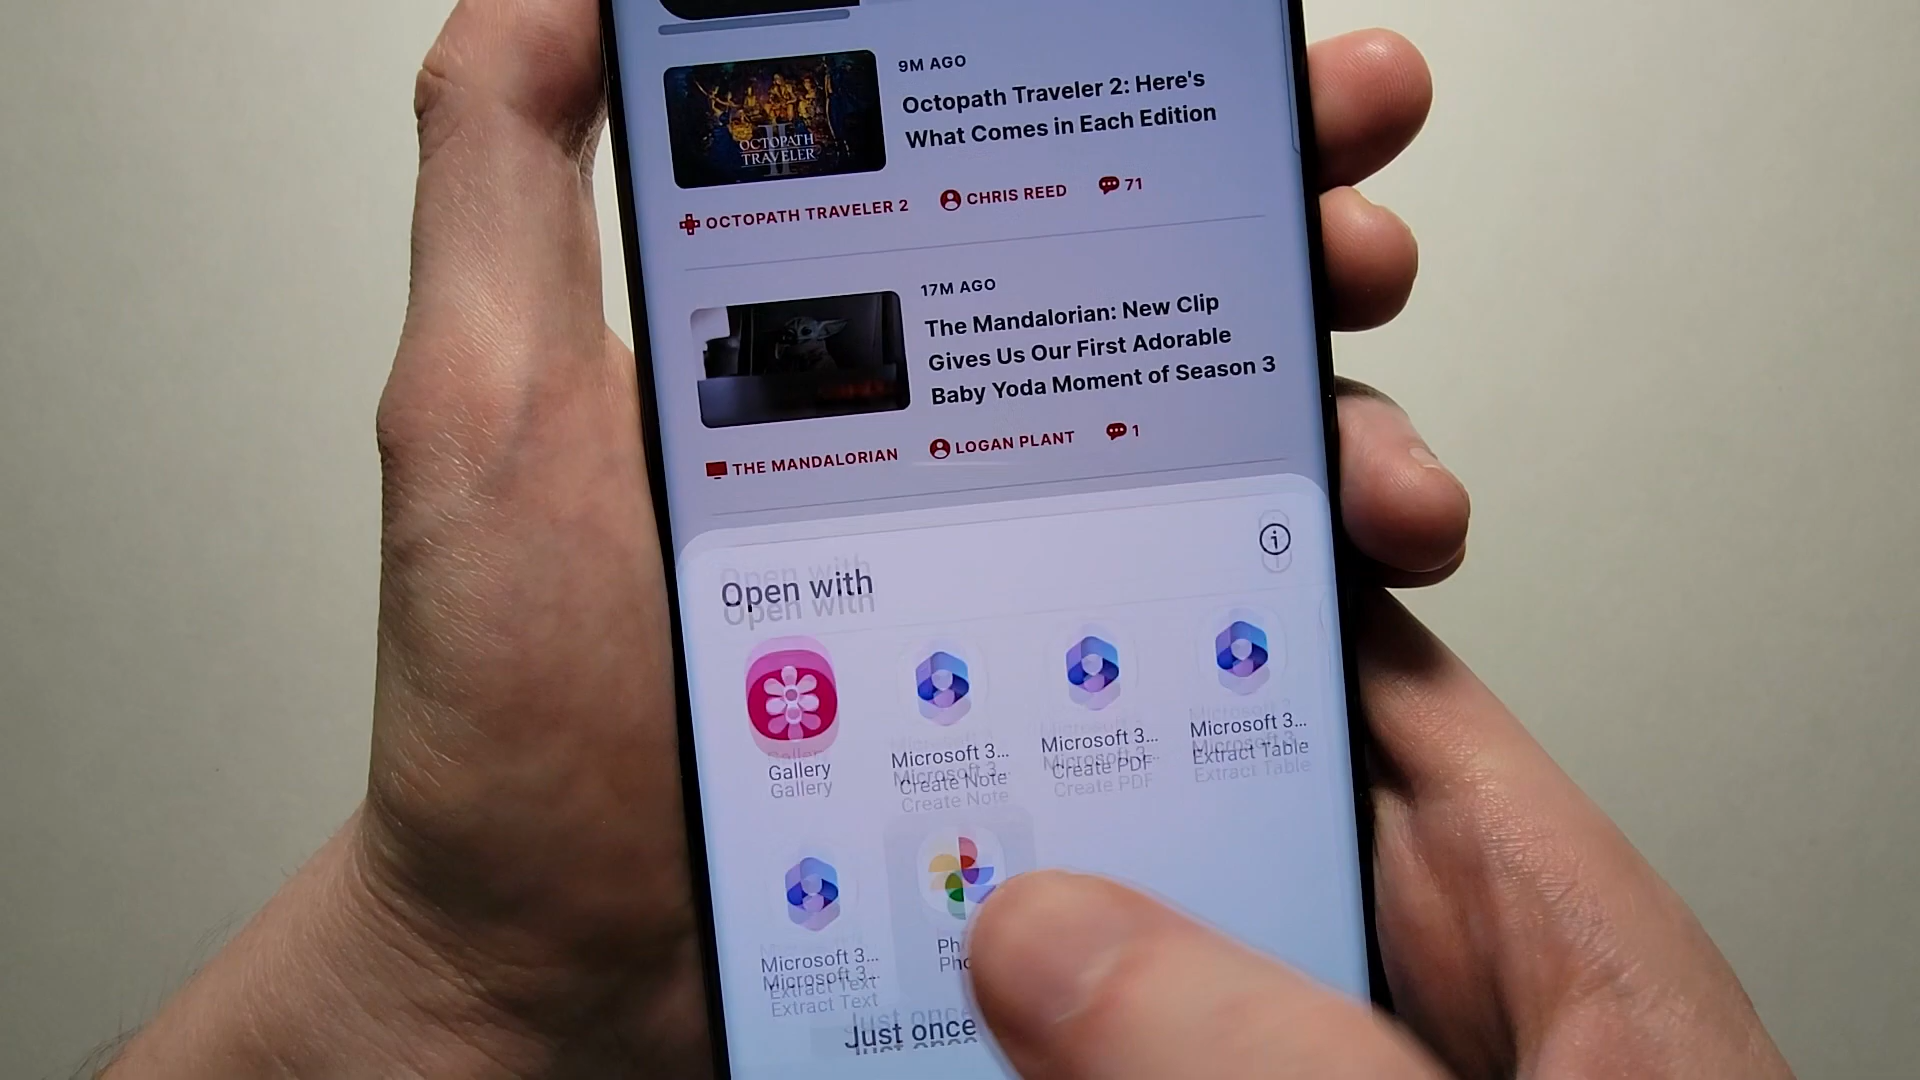 9M AGO
Octopath Traveler 2: Here's
What Comes in Each Edition
OCTOPATH
TRAVELER
II
OCTOPATH TRAVELER 2
CHRIS REED
71
17M AGO
The Mandalorian: New Clip
Gives Us Our First Adorable
Baby Yoda Moment of Season 3
THE MANDALORIAN
LOGAN PLANT
1
Open with
Gallery
Microsoft 3...
Create Note
Microsoft 3...
Create PDF
Microsoft 3...
Extract Table
Microsoft 3...
Extract Text
Pho
Just once